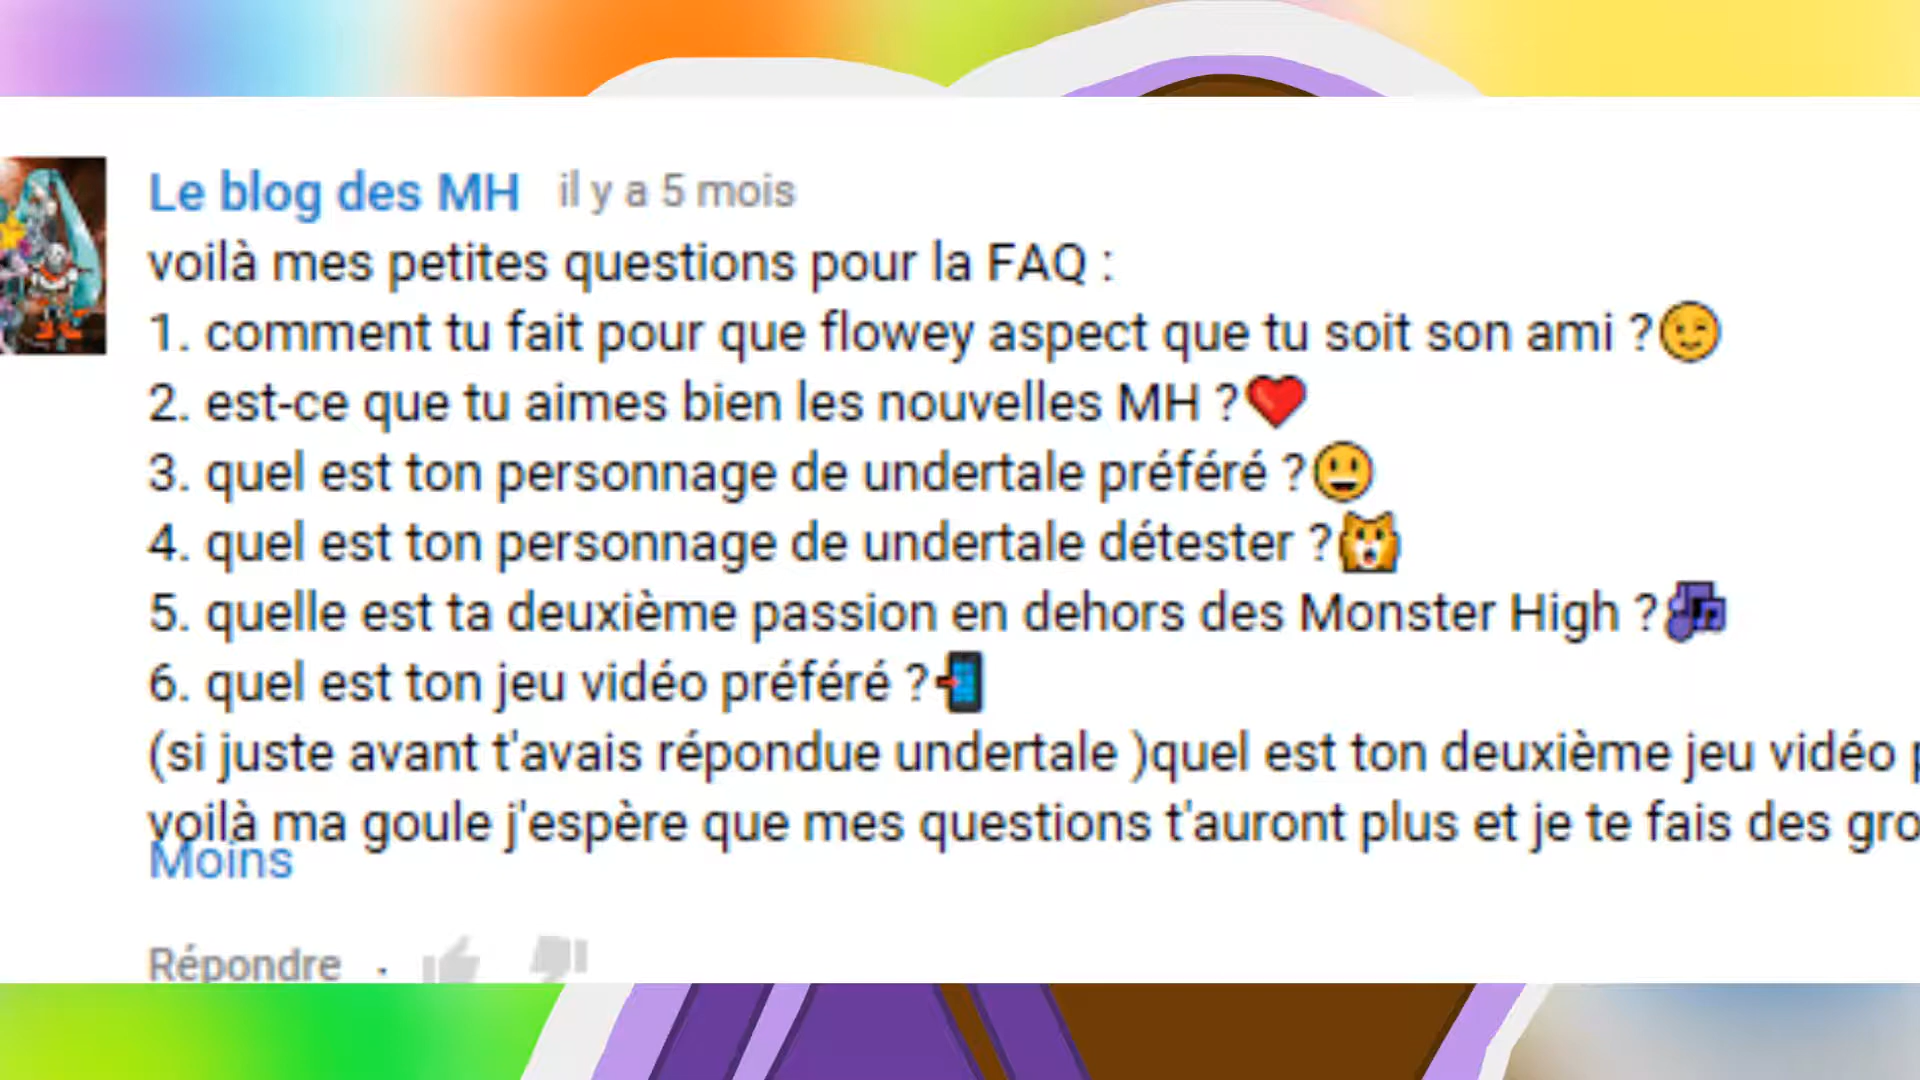 Le blog des MH il y a 5 mois
voilà mes petites questions pour la FAQ :
1. comment tu fait pour que flowey aspect que tu soit son ami ?😉
2. est-ce que tu aimes bien les nouvelles MH ?❤️
3. quel est ton personnage de undertale préféré ?😃
4. quel est ton personnage de undertale détester ?🙀
5. quelle est ta deuxième passion en dehors des Monster High ?🎶
6. quel est ton jeu vidéo préféré ?📲
(si juste avant t'avais répondue undertale )quel est ton deuxième jeu vidéo
voilà ma goule j'espère que mes questions t'auront plus et je te fais des
Moins
Répondre ·